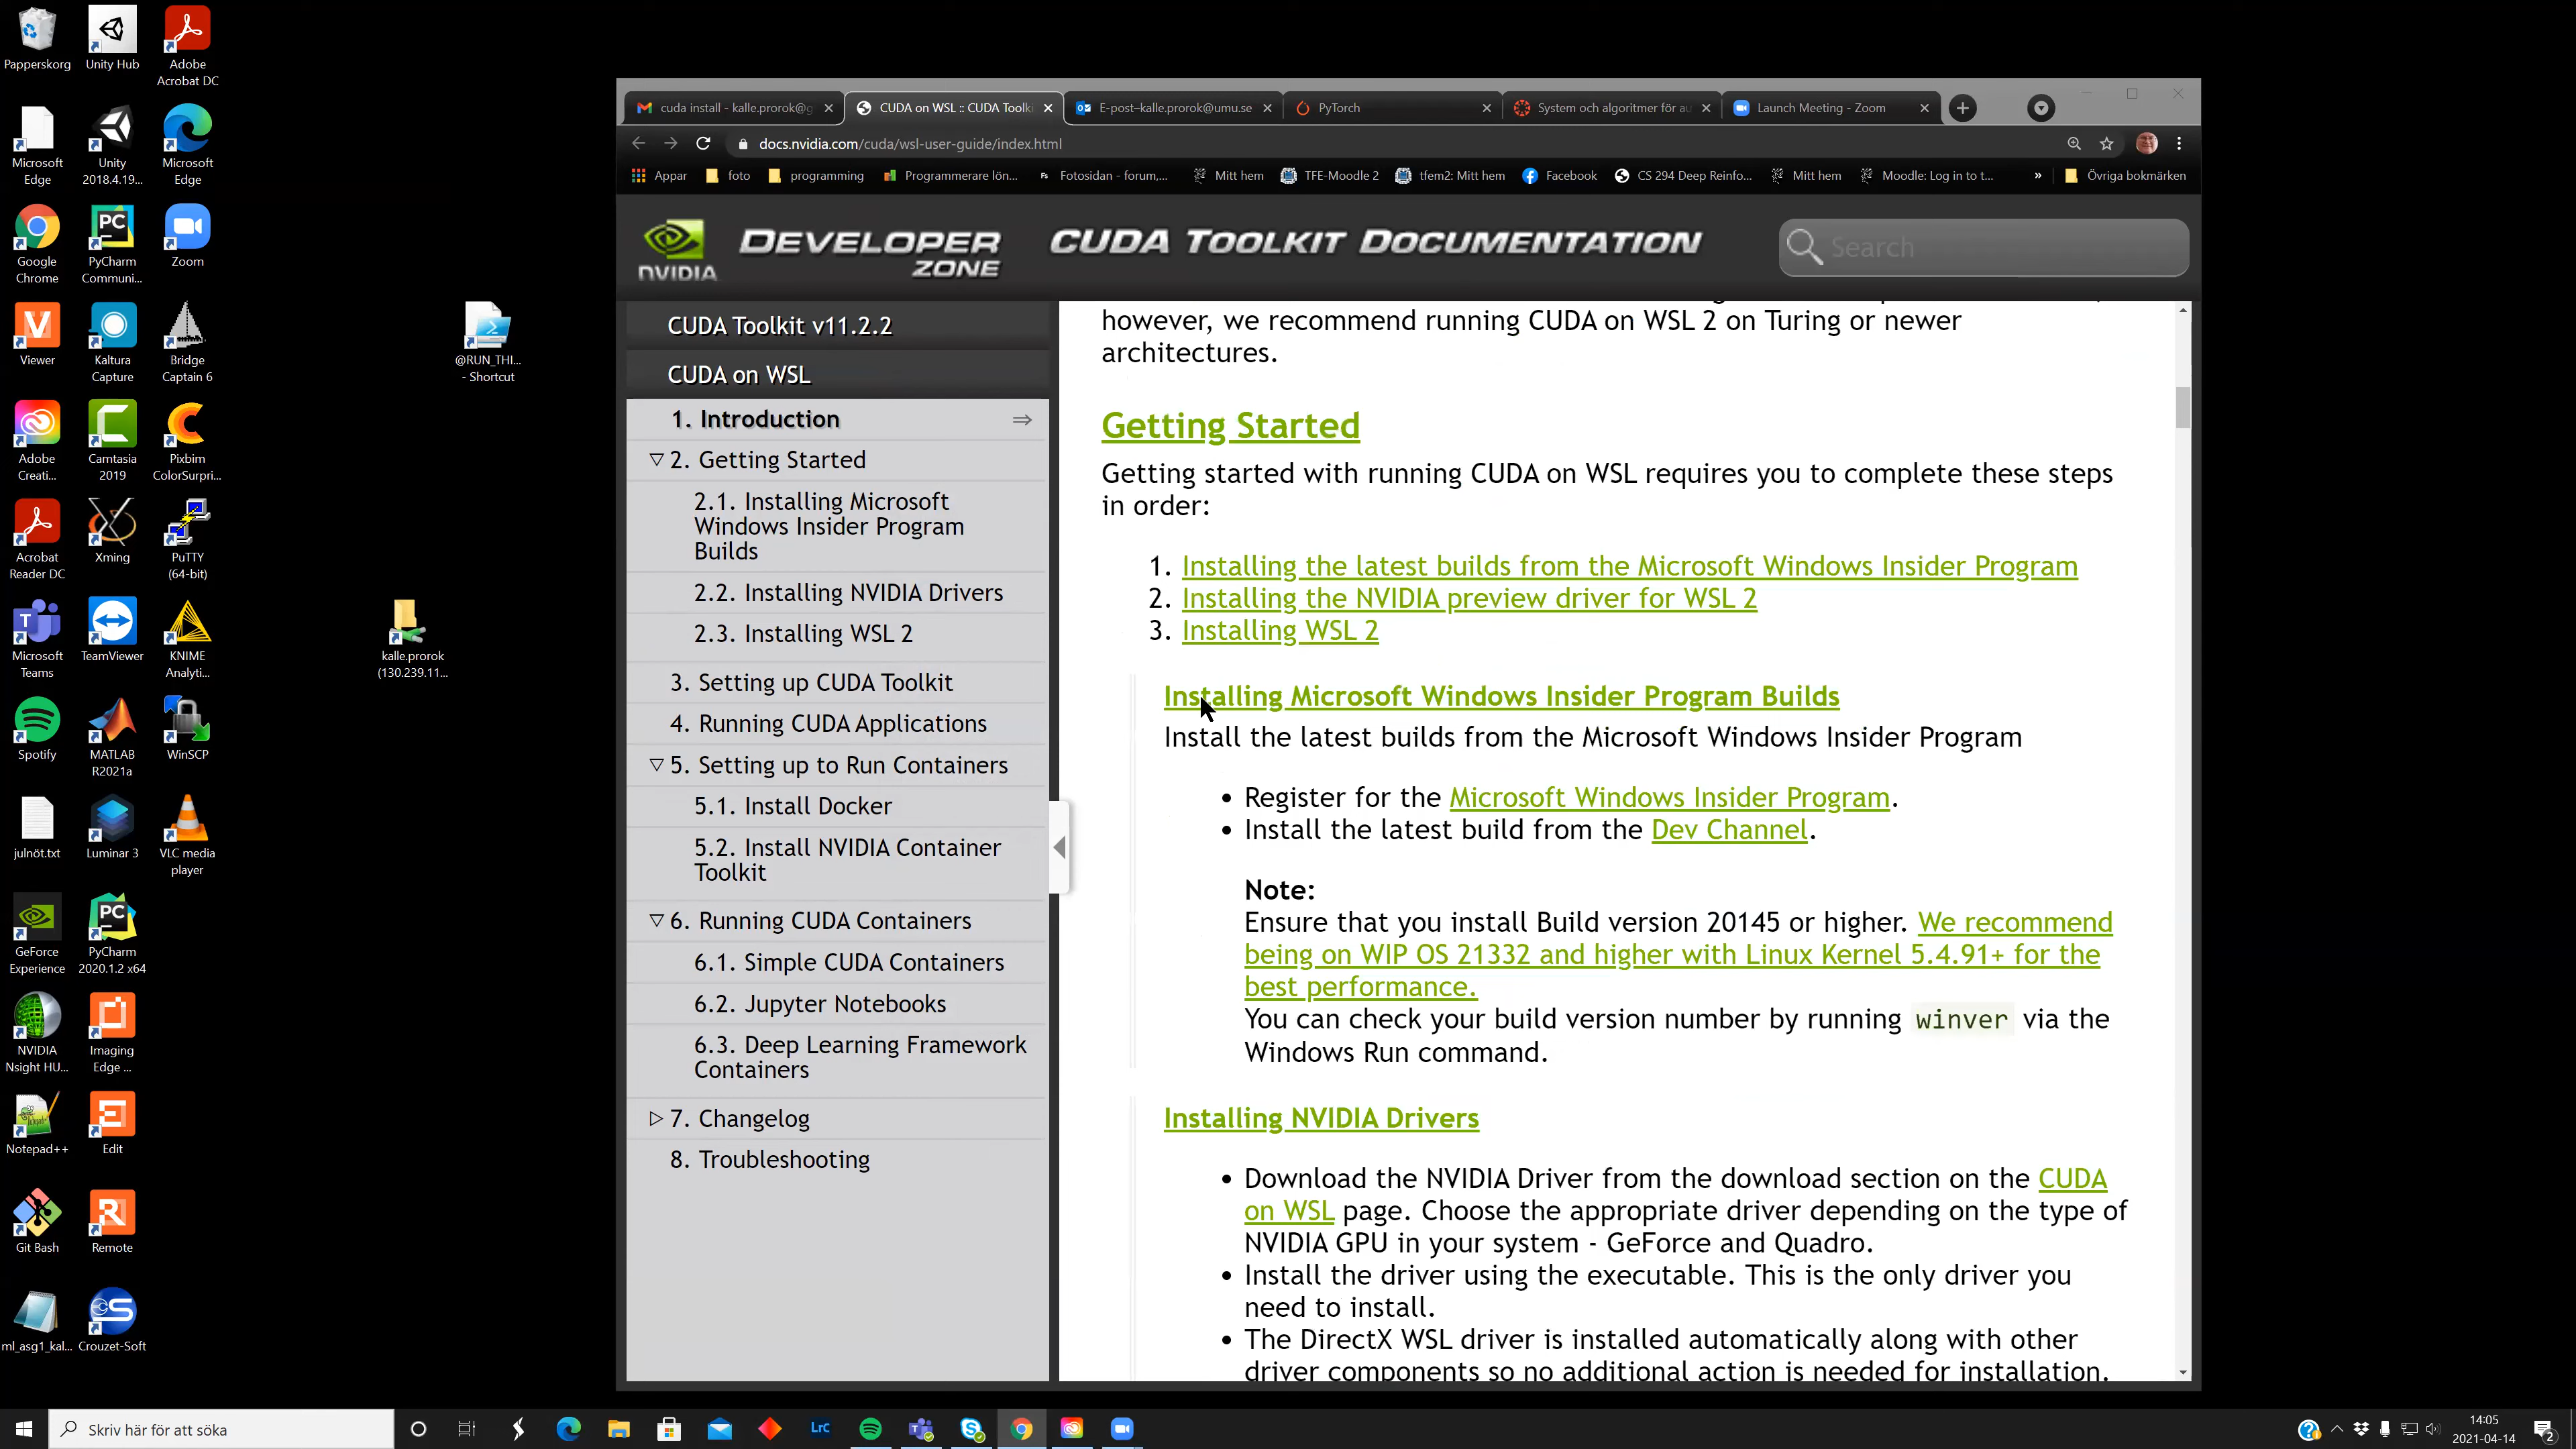 Papperskorg
Unity Hub
Adobe
Acrobat DC
Microsoft
Edge
Unity
2018.4.19...
Microsoft
Edge
Google
Chrome
PyCharm
Communi...
Zoom
Viewer
Kaltura
Capture
Bridge
Captain 6
Adobe
Creati...
Camtasia
2019
Pixbim
ColorSurpri...
Acrobat
Reader DC
Xming
PuTTY
(64-bit)
Microsoft
Teams
TeamViewer
KNIME
Analyti...
Spotify
MATLAB
R2021a
WinSCP
julnöt.txt
Luminar 3
VLC media
player
GeForce
Experience
PyCharm
2020.1.2 x64
NVIDIA
Nsight HU...
Imaging
Edge ...
Notepad++
Edit
Git Bash
Remote
ml_asg1_kal...
Crouzet-Soft
@RUN_THI...
- Shortcut
kalle.prorok
(130.239.11...
cuda install - kalle.prorok@g
CUDA on WSL :: CUDA Toolki
E-post–kalle.prorok@umu.se
PyTorch
System och algoritmer för au
Launch Meeting - Zoom
docs.nvidia.com/cuda/wsl-user-guide/index.html
Appar
foto
programming
Programmerare lön...
Fs Fotosidan - forum,...
Mitt hem
TFE-Moodle 2
tfem2: Mitt hem
Facebook
CS 294 Deep Reinfo...
Mitt hem
Moodle: Log in to t...
»
Övriga bokmärken
NVIDIA
DEVELOPER
ZONE
CUDA TOOLKIT DOCUMENTATION
Search
CUDA Toolkit v11.2.2
CUDA on WSL
1. Introduction
2. Getting Started
2.1. Installing Microsoft
Windows Insider Program
Builds
2.2. Installing NVIDIA Drivers
2.3. Installing WSL 2
3. Setting up CUDA Toolkit
4. Running CUDA Applications
5. Setting up to Run Containers
5.1. Install Docker
5.2. Install NVIDIA Container
Toolkit
6. Running CUDA Containers
6.1. Simple CUDA Containers
6.2. Jupyter Notebooks
6.3. Deep Learning Framework
Containers
7. Changelog
8. Troubleshooting
however, we recommend running CUDA on WSL 2 on Turing or newer
architectures.
Getting Started
Getting started with running CUDA on WSL requires you to complete these steps
in order:
1. Installing the latest builds from the Microsoft Windows Insider Program
2. Installing the NVIDIA preview driver for WSL 2
3. Installing WSL 2
Installing Microsoft Windows Insider Program Builds
Install the latest builds from the Microsoft Windows Insider Program
• Register for the Microsoft Windows Insider Program.
• Install the latest build from the Dev Channel.
Note:
Ensure that you install Build version 20145 or higher. We recommend
being on WIP OS 21332 and higher with Linux Kernel 5.4.91+ for the
best performance.
You can check your build version number by running winver via the
Windows Run command.
Installing NVIDIA Drivers
• Download the NVIDIA Driver from the download section on the CUDA
on WSL page. Choose the appropriate driver depending on the type of
NVIDIA GPU in your system - GeForce and Quadro.
• Install the driver using the executable. This is the only driver you
need to install.
• The DirectX WSL driver is installed automatically along with other
driver components so no additional action is needed for installation.
Skriv här för att söka
LrC
14:05
2021-04-14
2